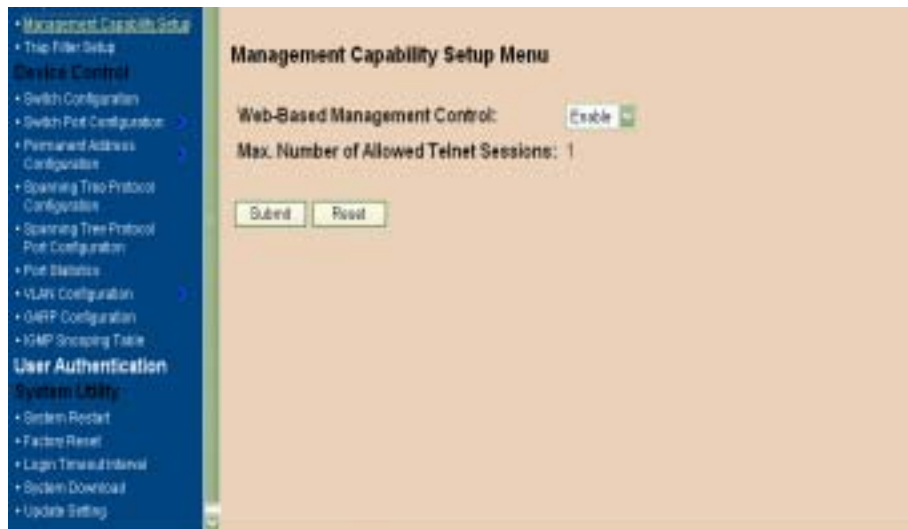 • Management Capability Setup
• Trap Filter Setup
Device Control
• Switch Configuration
• Switch Port Configuration
• Permanent Address
Configuration
• Spanning Tree Protocol
Configuration
• Spanning Tree Protocol
Port Configuration
• Port Statistics
• VLAN Configuration
• GARP Configuration
• IGMP Snooping Table
User Authentication
System Utility
• System Restart
• Factory Reset
• Login Timeout Interval
• System Download
• Update Setting
Management Capability Setup Menu
Web-Based Management Control: Enable
Max. Number of Allowed Telnet Sessions: 1
Submit Reset